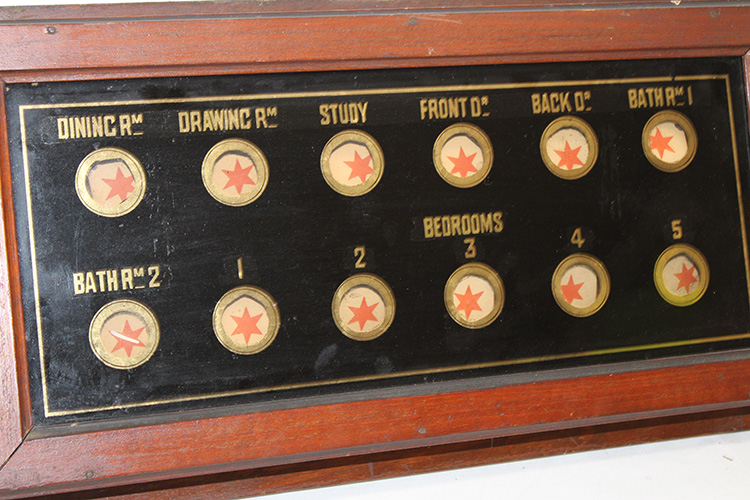 DINING RM DRAWING RM STUDY FRONT DR BACK DR BATH RM 1
BEDROOMS
BATH RM 2 1 2 3 4 5